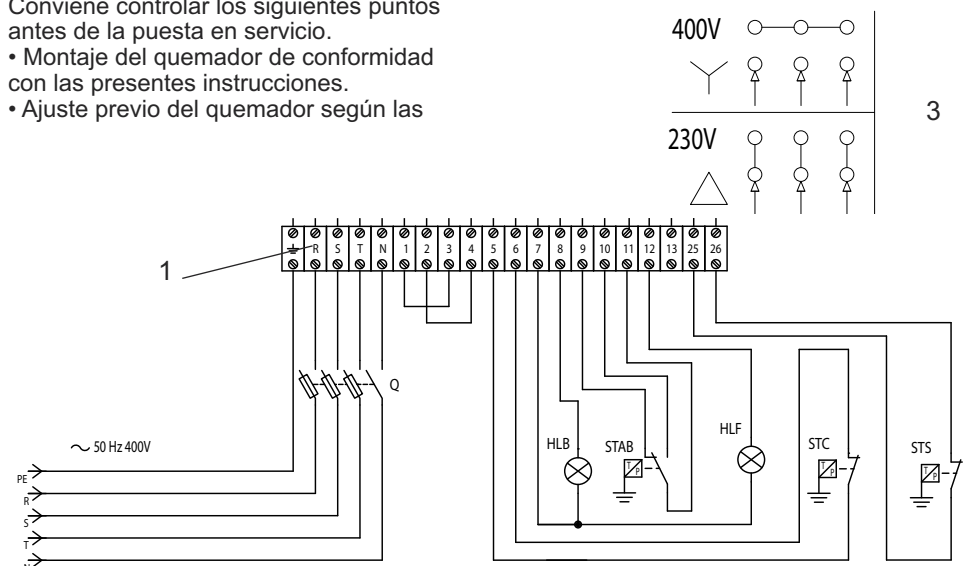 Conviene controlar los siguientes puntos
antes de la puesta en servicio.
• Montaje del quemador de conformidad
con las presentes instrucciones.
• Ajuste previo del quemador según las
400V
230V
3
1
R S T N 1 2 3 4 5 6 7 8 9 10 11 12 13 25 26
Q
50 Hz 400V
HLB
STAB
HLF
STC
STS
T P
T P
T P
PE
R
S
T
N